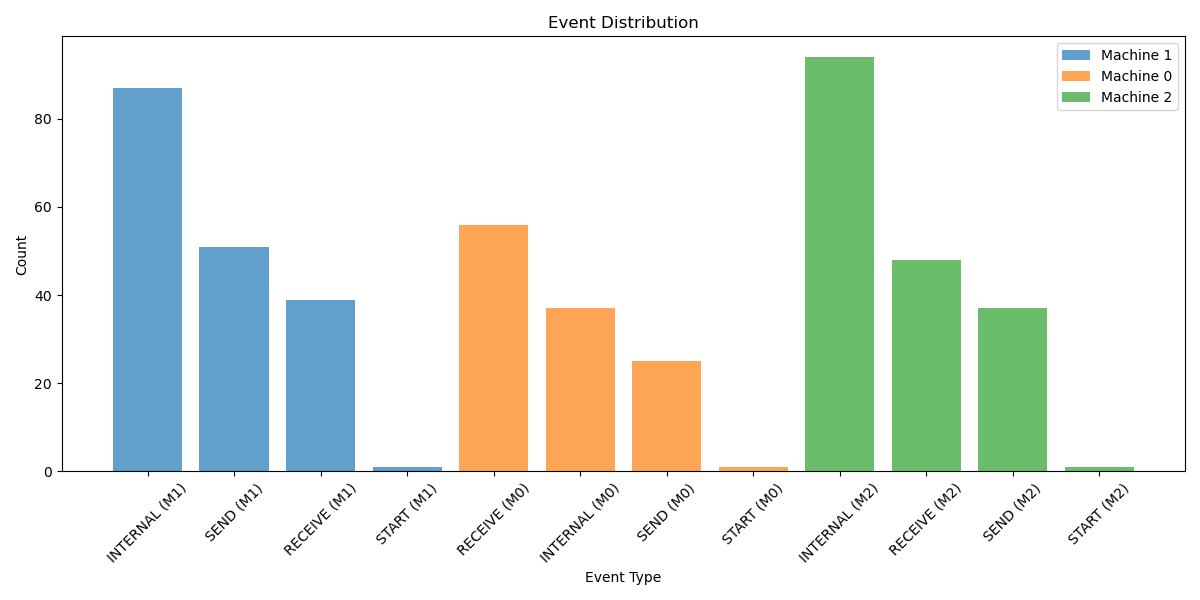 Event Distribution
Machine 1
Machine 0
Machine 2
Count
80
60
40
20
0
INTERNAL (M1)
SEND (M1)
RECEIVE (M1)
START (M1)
RECEIVE (M0)
INTERNAL (M0)
SEND (M0)
START (M0)
INTERNAL (M2)
RECEIVE (M2)
SEND (M2)
START (M2)
Event Type